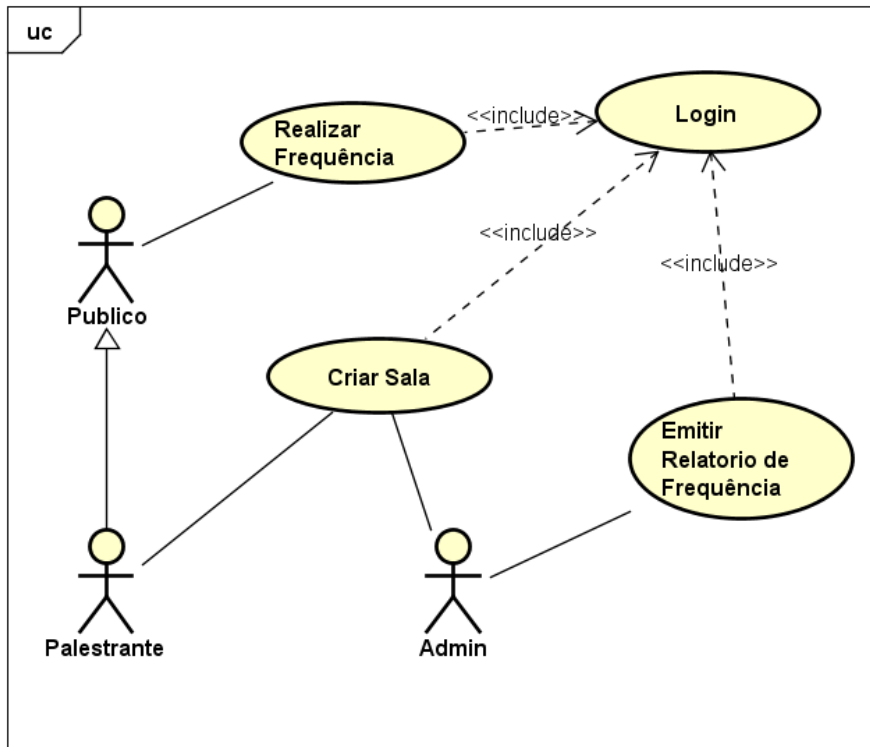 uc
Realizar
Frequência
<<include>>
Login
<<include>>
<<include>>
Publico
Criar Sala
Emitir
Relatorio de
Frequência
Palestrante
Admin